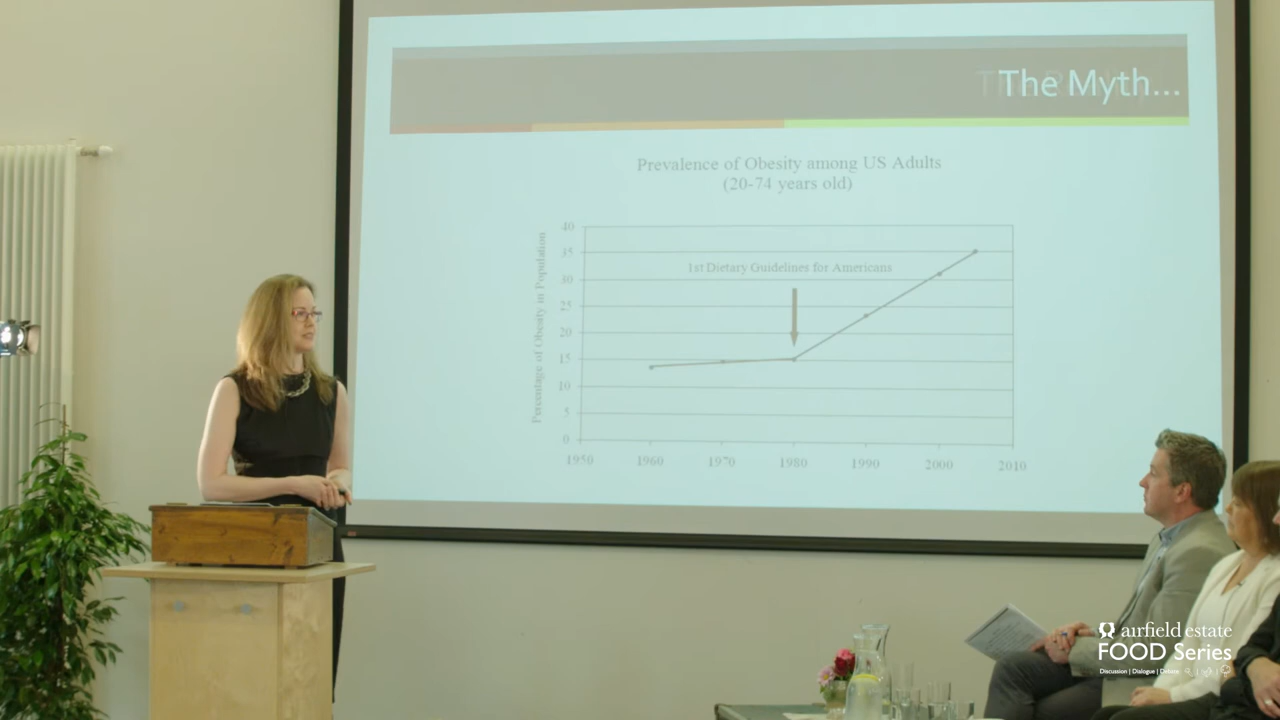 The Myth...
Prevalence of Obesity among US Adults
(20-74 years old)
Percentage of Obesity in Population
40
35
30
25
20
15
10
5
0
1st Dietary Guidelines for Americans
1950 1960 1970 1980 1990 2000 2010
airfield estate
FOOD Series
Discussion | Dialogue | Debate